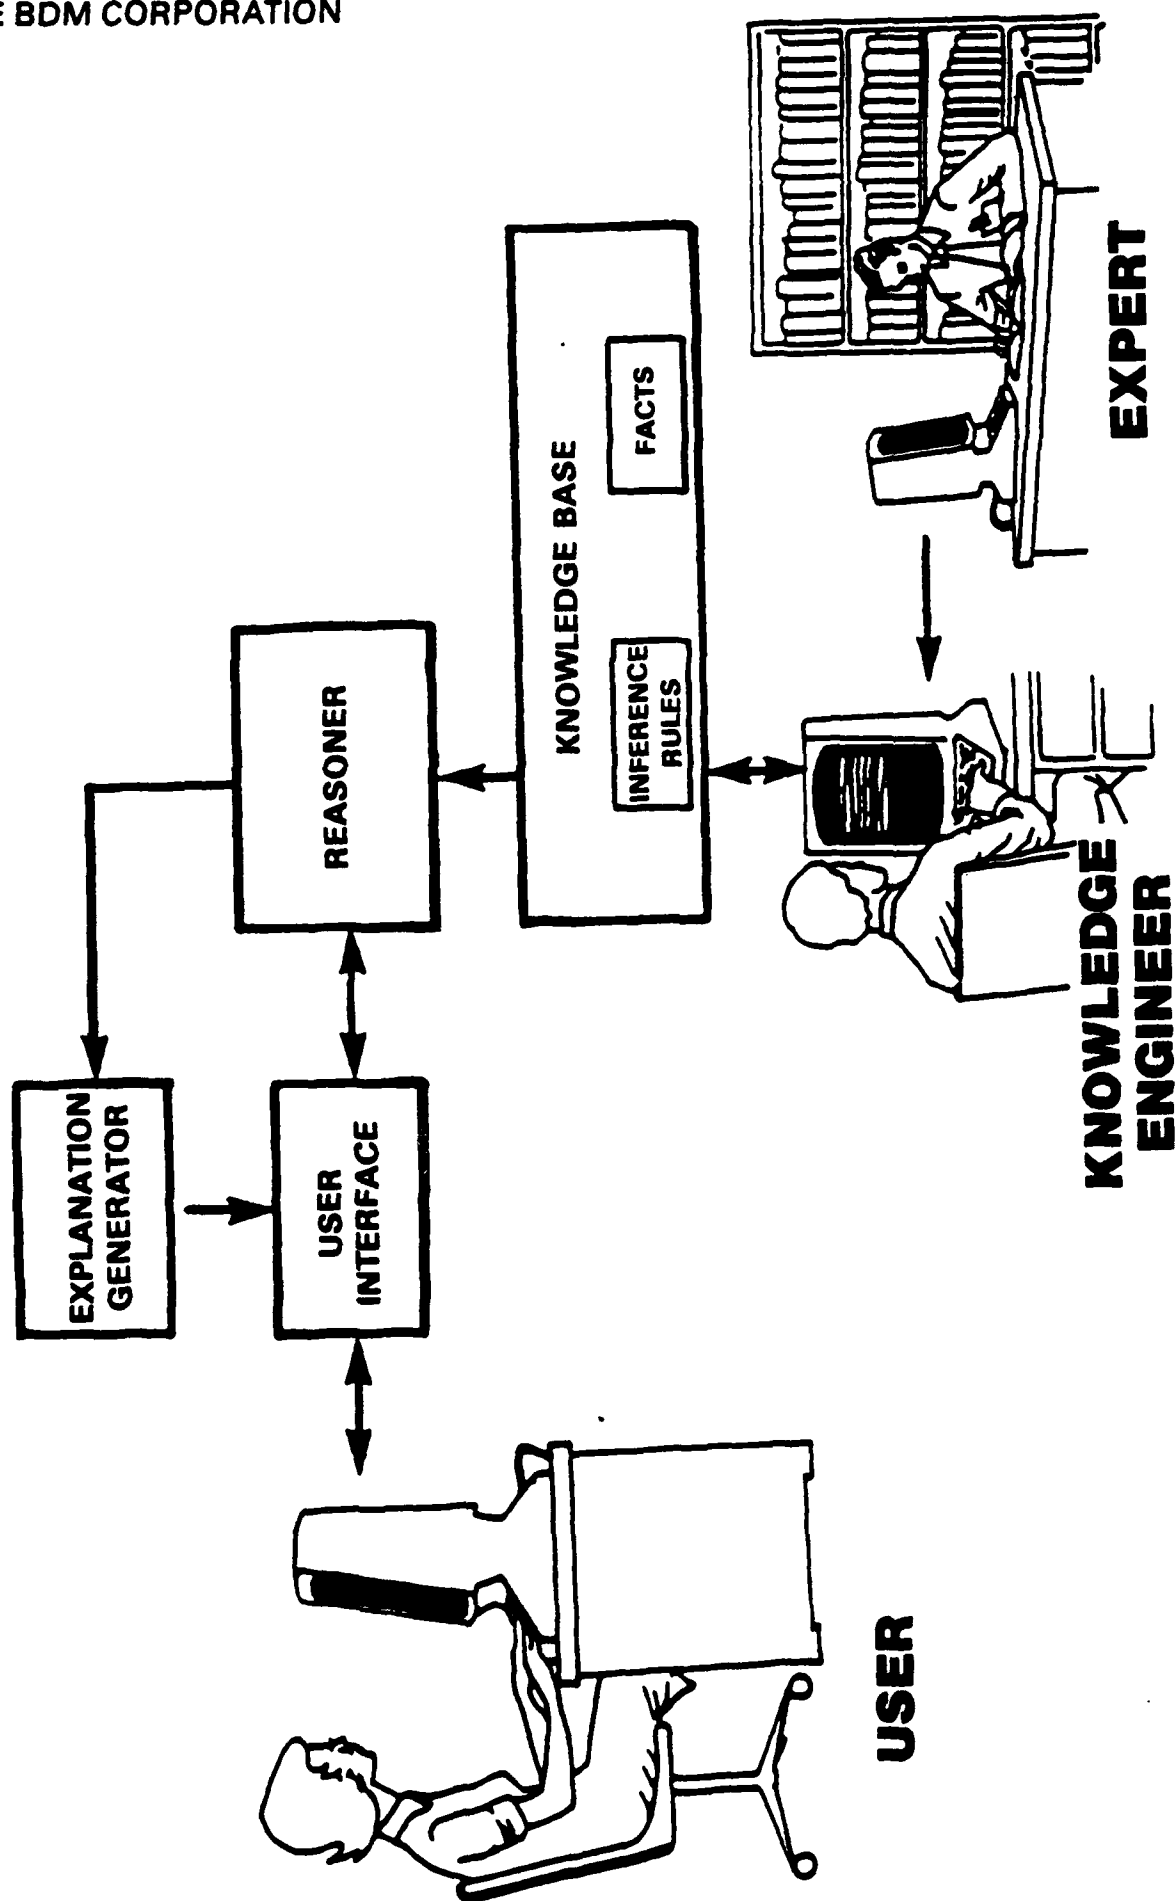 E BDM CORPORATION
EXPLANATION
GENERATOR
USER
INTERFACE
REASONER
KNOWLEDGE BASE
INFERENCE
RULES
FACTS
USER
KNOWLEDGE
ENGINEER
EXPERT